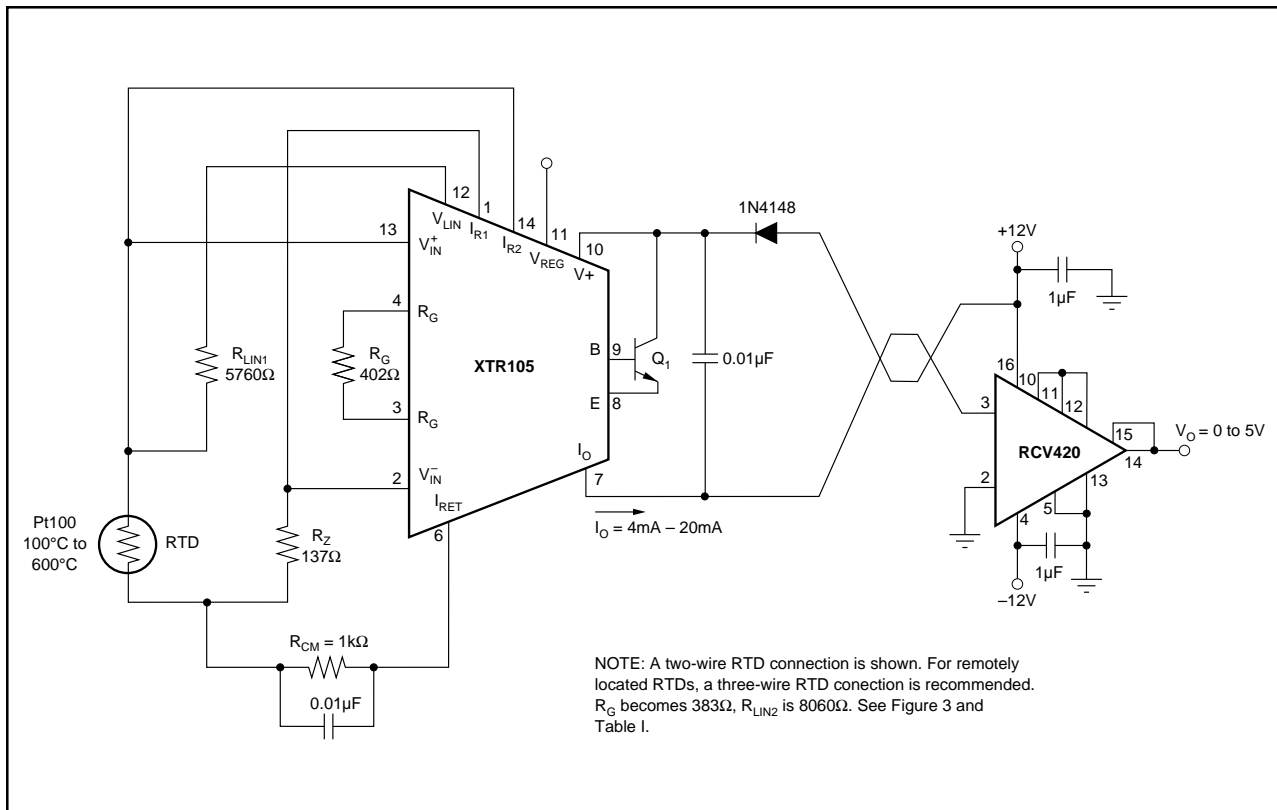 12
1
14
11
10
13
4
3
2
6
9
8
7
V_LIN
I_R1
I_R2
V_REG
V+
V_IN^+
R_G
R_G
V_IN^−
I_RET
B
E
I_O
XTR105
R_LIN1
5760Ω
R_G
402Ω
Q_1
0.01µF
1N4148
Pt100
100°C to
600°C
RTD
R_Z
137Ω
R_CM = 1kΩ
0.01µF
I_O = 4mA – 20mA
+12V
1µF
16
10
11
12
3
2
15
14
13
5
4
RCV420
V_O = 0 to 5V
1µF
–12V
NOTE: A two-wire RTD connection is shown. For remotely
located RTDs, a three-wire RTD conection is recommended.
R_G becomes 383Ω, R_LIN2 is 8060Ω. See Figure 3 and
Table I.